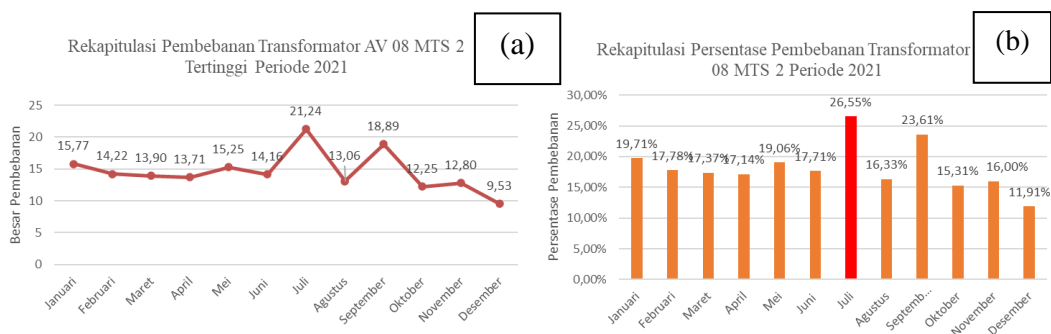 Rekapitulasi Pembebanan Transformator AV 08 MTS 2
Tertinggi Periode 2021
(a)
Besar Pembebanan
25
20
15
10
5
0
15,77
14,22
13,90
13,71
15,25
14,16
21,24
13,06
18,89
12,25
12,80
9,53
Januari
Februari
Maret
April
Mei
Juni
Juli
Agustus
September
Oktober
November
Desember
Rekapitulasi Persentase Pembebanan Transformator
08 MTS 2 Periode 2021
(b)
Persentase Pembebanan
30,00%
25,00%
20,00%
15,00%
10,00%
5,00%
0,00%
19,71%
17,78%
17,37%
17,14%
19,06%
17,71%
26,55%
16,33%
23,61%
15,31%
16,00%
11,91%
Januari
Februari
Maret
April
Mei
Juni
Juli
Agustus
Septemb...
Oktober
November
Desember